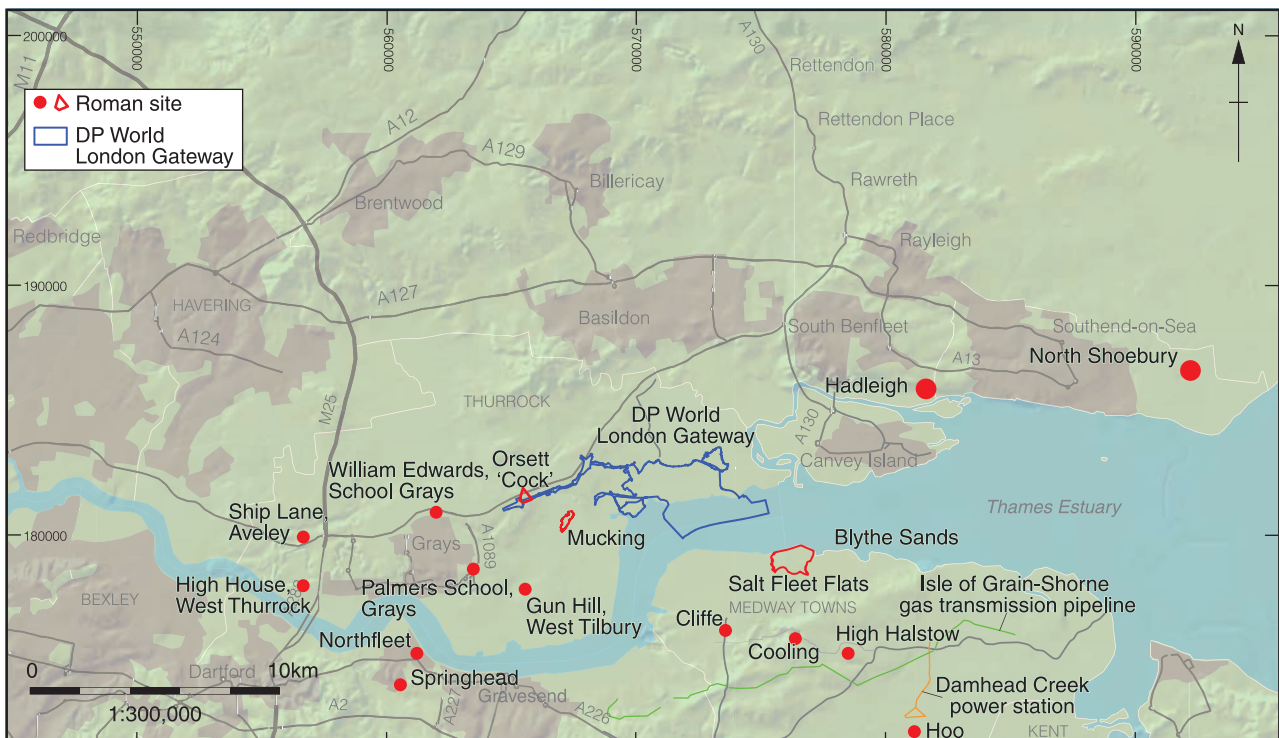 200000
550000
560000
570000
580000
590000
N
M11
A130
Rettendon
Roman site
DP World
London Gateway
A12
Rettendon Place
A129
Billericay
Rawreth
Brentwood
Redbridge
Rayleigh
190000
A127
HAVERING
Basildon
South Benfleet
Southend-on-Sea
A124
A13
North Shoebury
Hadleigh
M25
THURROCK
DP World
London Gateway
A130
Canvey Island
William Edwards,
School Grays
Orsett
‘Cock’
Thames Estuary
Ship Lane,
Aveley
180000
Grays
A1089
Mucking
Blythe Sands
High House,
West Thurrock
BEXLEY
Palmers School,
Grays
Gun Hill,
West Tilbury
Salt Fleet Flats
MEDWAY TOWNS
Isle of Grain-Shorne
gas transmission pipeline
Cliffe
Northfleet
Cooling
High Halstow
0
10km
Dartford
Springhead
Gravesend
Damhead Creek
power station
1:300,000
A2
A227
A226
Hoo
KENT